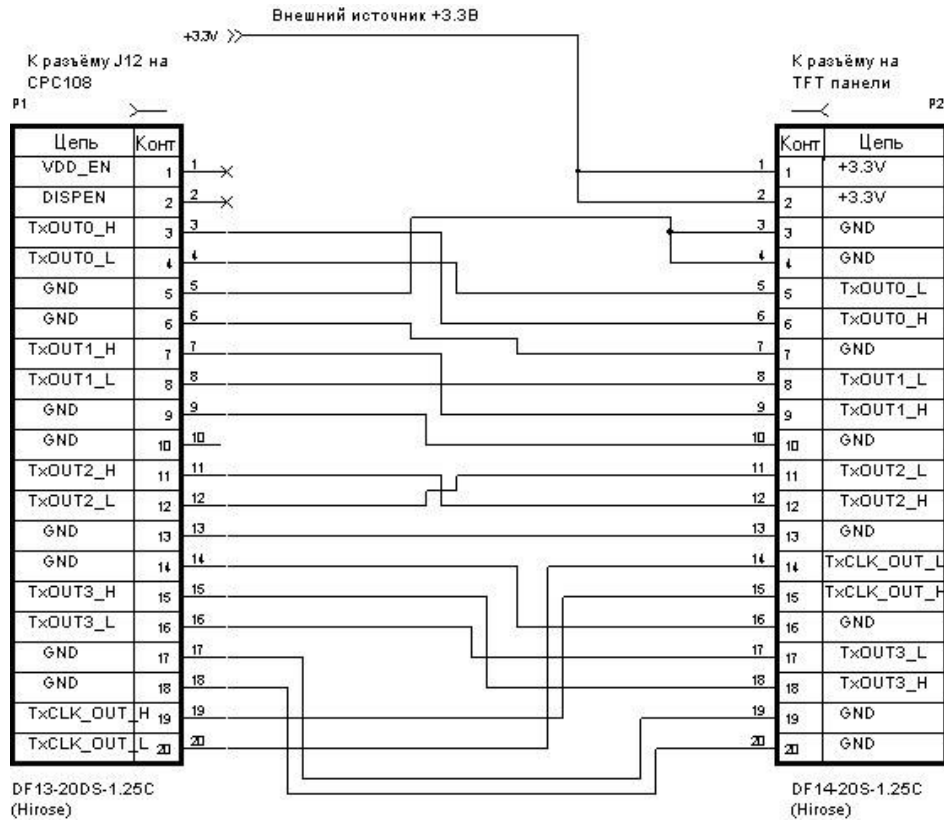 Внешний источник +3.3В
+3.3V
К разъёму J12 на
CPC108
К разъёму на
TFT панели
P1
P2
Цепь Конт
VDD_EN 1 1
DISPEN 2 2
TxOUT0_H 3 3
TxOUT0_L 4 4
GND 5 5
GND 6 6
TxOUT1_H 7 7
TxOUT1_L 8 8
GND 9 9
GND 10 10
TxOUT2_H 11 11
TxOUT2_L 12 12
GND 13 13
GND 14 14
TxOUT3_H 15 15
TxOUT3_L 16 16
GND 17 17
GND 18 18
TxCLK_OUT_H 19 19
TxCLK_OUT_L 20 20
DF13-20DS-1.25C
(Hirose)
Конт Цепь
1 1 +3.3V
2 2 +3.3V
3 3 GND
4 4 GND
5 5 TxOUT0_L
6 6 TxOUT0_H
7 7 GND
8 8 TxOUT1_L
9 9 TxOUT1_H
10 10 GND
11 11 TxOUT2_L
12 12 TxOUT2_H
13 13 GND
14 14 TxCLK_OUT_L
15 15 TxCLK_OUT_H
16 16 GND
17 17 TxOUT3_L
18 18 TxOUT3_H
19 19 GND
20 20 GND
DF14-20S-1.25C
(Hirose)